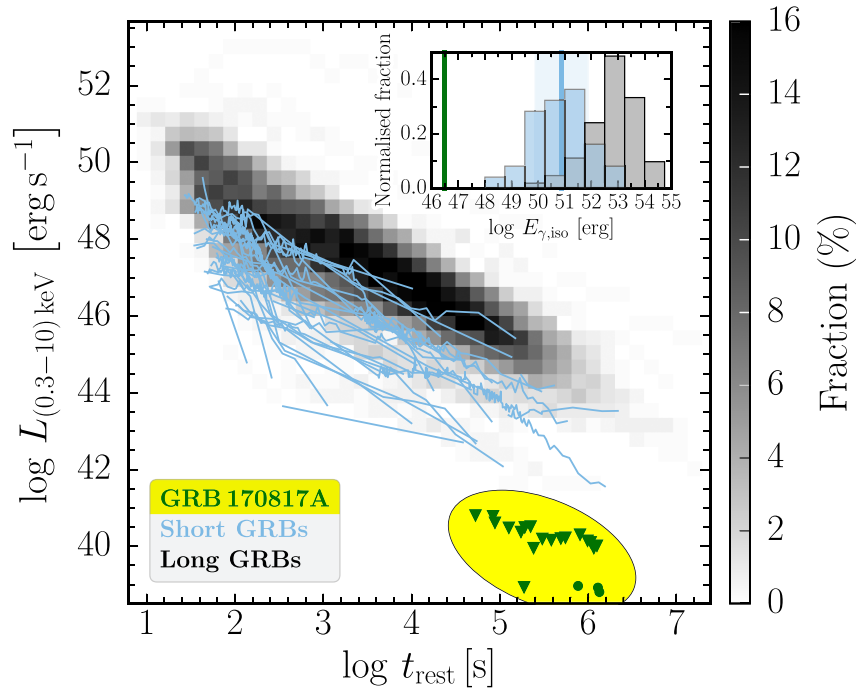 log L(0.3−10) keV [erg s−1]
52
50
48
46
44
42
40
1 2 3 4 5 6 7
log trest [s]
Normalised fraction
0.4
0.2
0.0
46 47 48 49 50 51 52 53 54 55
log Eγ,iso [erg]
GRB 170817A
Short GRBs
Long GRBs
16
14
12
10
8
6
4
2
0
Fraction (%)